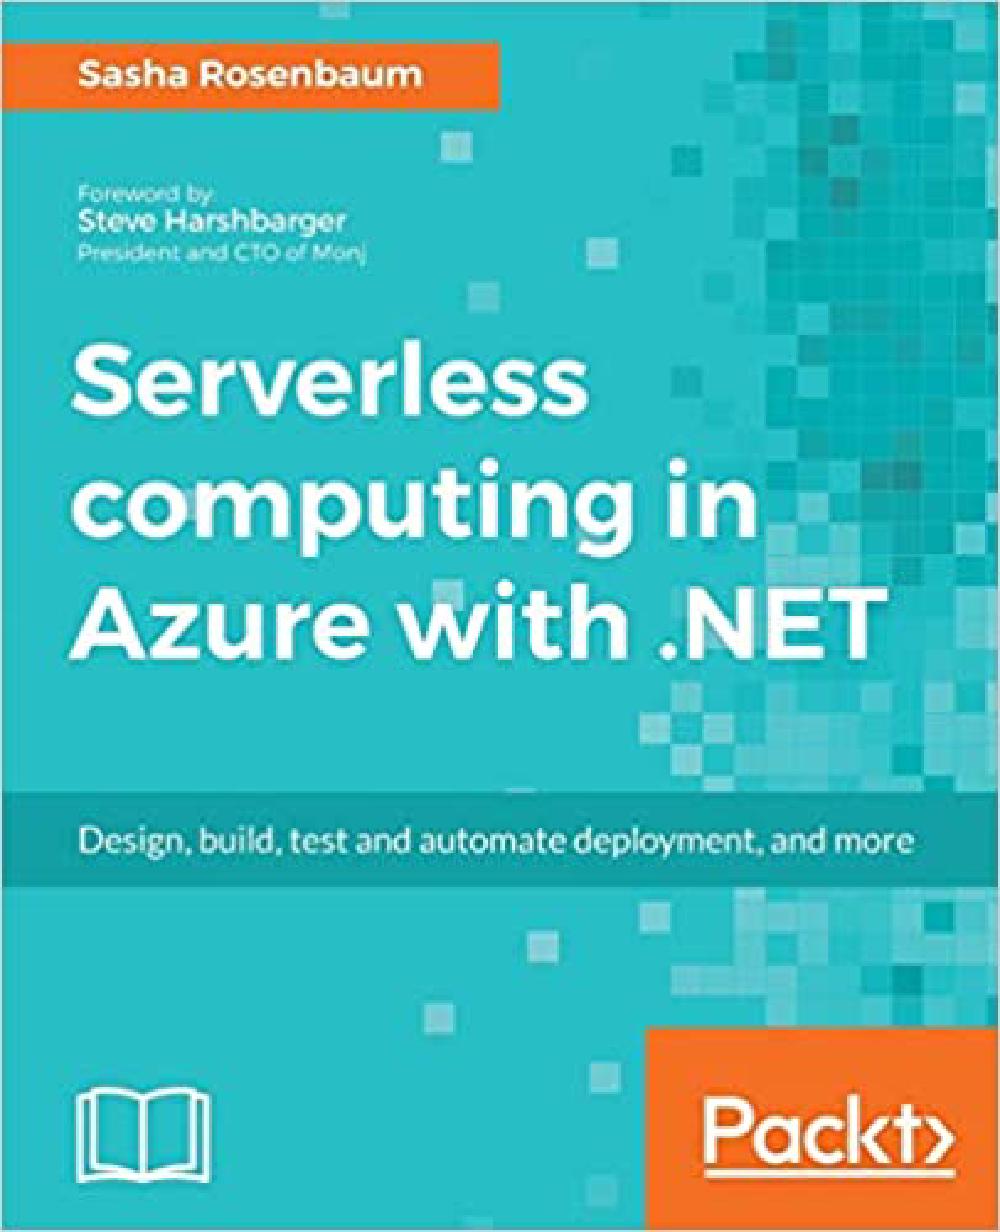 Sasha Rosenbaum
Foreword by
Steve Harshbarger
President and CTO of Monj
Serverless
computing in
Azure with .NET
Design, build, test and automate deployment, and more
Packt>